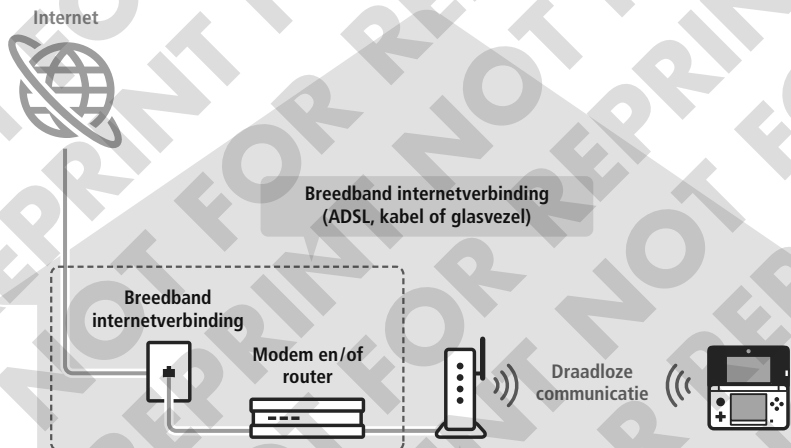 Internet
Breedband internetverbinding
(ADSL, kabel of glasvezel)
Breedband
internetverbinding
Modem en/of
router
Draadloze
communicatie
NOT FOR REPRINT